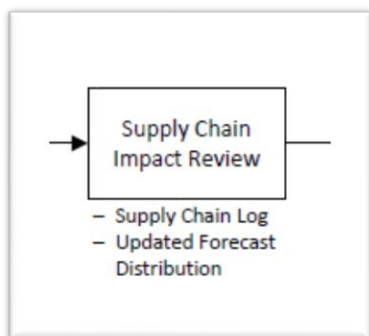 Supply Chain
Impact Review
– Supply Chain Log
– Updated Forecast
Distribution